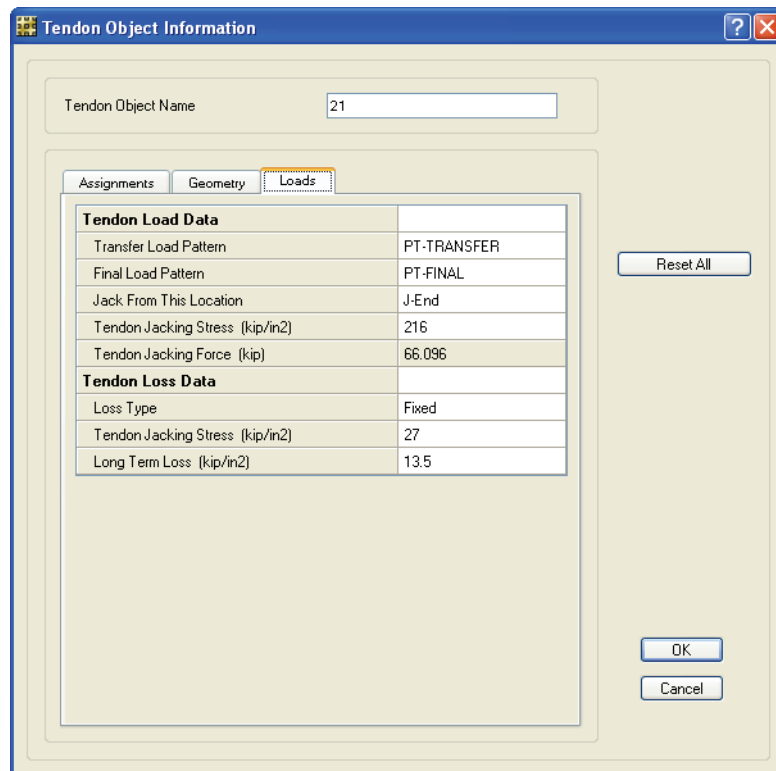 Tendon Object Information
Tendon Object Name 21
Assignments Geometry Loads
Tendon Load Data
Transfer Load Pattern PT-TRANSFER
Final Load Pattern PT-FINAL
Jack From This Location J-End
Tendon Jacking Stress (kip/in2) 216
Tendon Jacking Force (kip) 66.096
Tendon Loss Data
Loss Type Fixed
Tendon Jacking Stress (kip/in2) 27
Long Term Loss (kip/in2) 13.5
Reset All
OK
Cancel